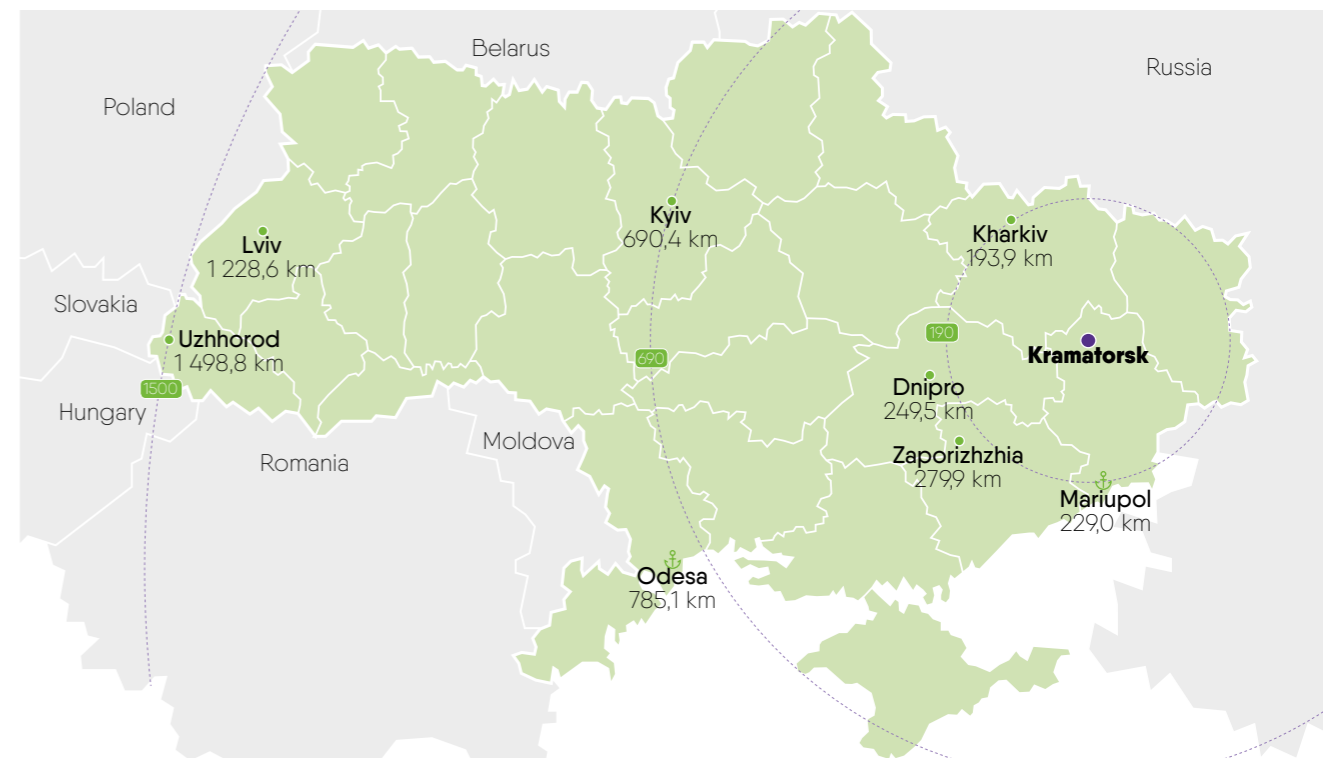 Belarus
Russia
Poland
Kyiv
690,4 km
Kharkiv
193,9 km
Lviv
1 228,6 km
Slovakia
Uzhhorod
1 498,8 km
190
Kramatorsk
690
1500
Dnipro
249,5 km
Hungary
Moldova
Romania
Zaporizhzhia
279,9 km
Mariupol
229,0 km
Odesa
785,1 km